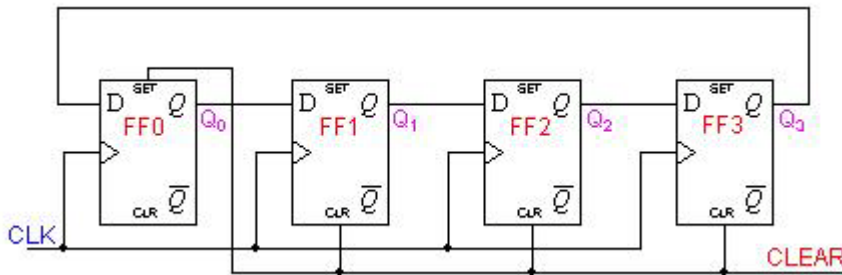 SET SET SET SET
D Q Q0 D Q Q1 D Q Q2 D Q Q3
FF0 FF1 FF2 FF3
CLR Q̅ CLR Q̅ CLR Q̅ CLR Q̅
CLK
CLEAR